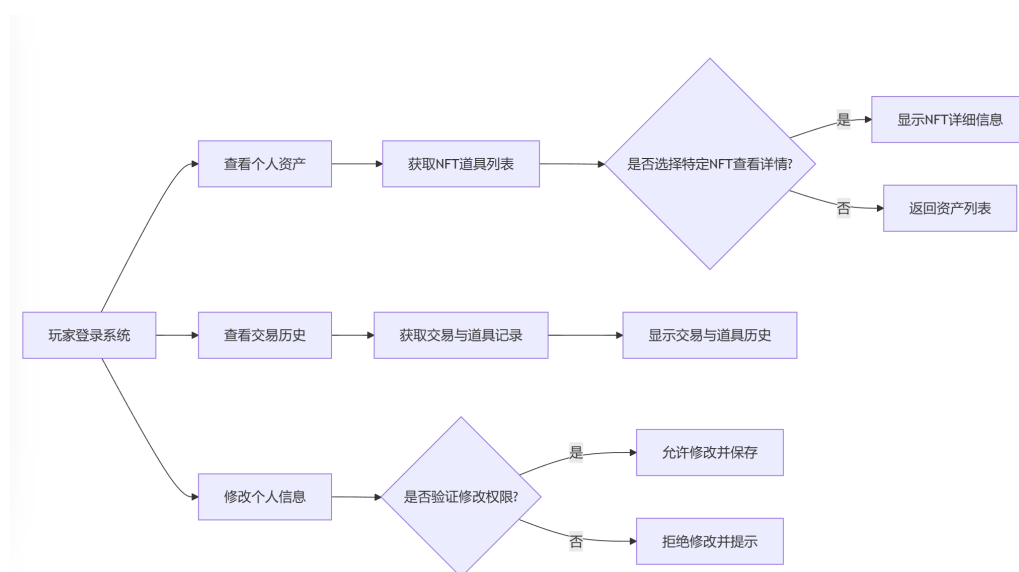 查看个人资产
获取NFT道具列表
是否选择特定NFT查看详情?
是
显示NFT详细信息
否
返回资产列表
玩家登录系统
查看交易历史
获取交易与道具记录
显示交易与道具历史
修改个人信息
是否验证修改权限?
是
允许修改并保存
否
拒绝修改并提示